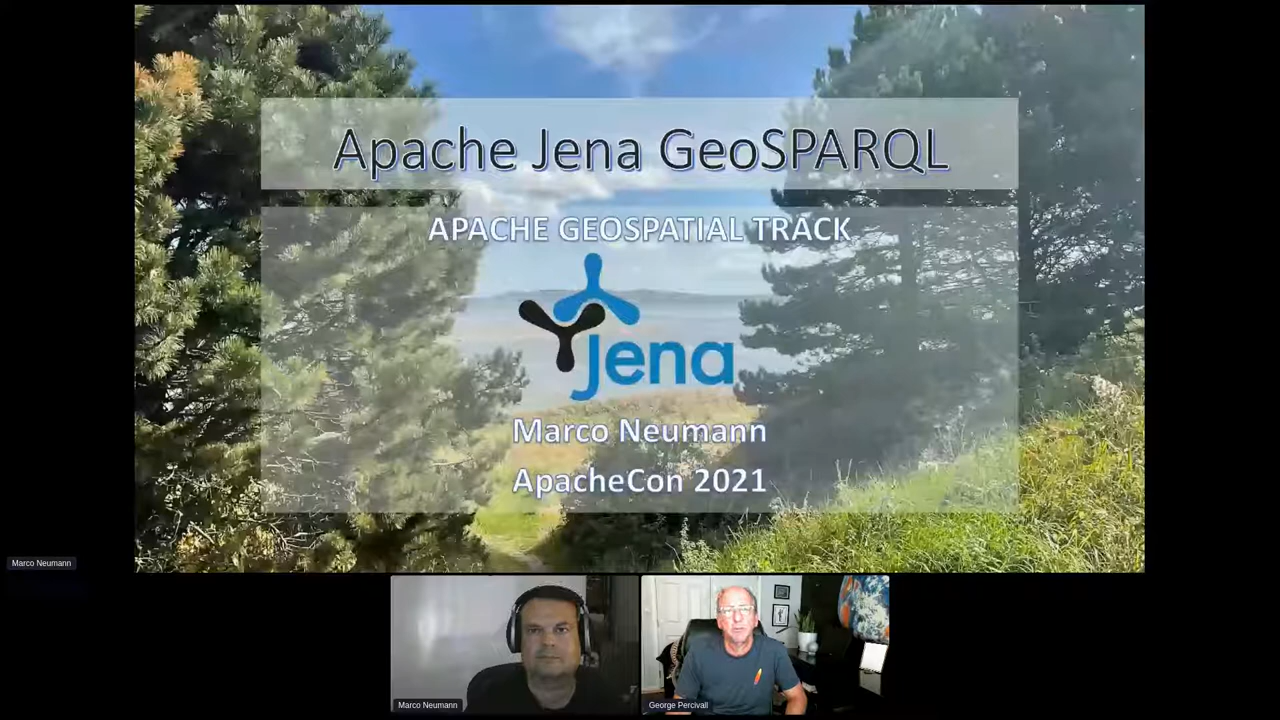 Apache Jena GeoSPARQL
APACHE GEOSPATIAL TRACK
Jena
Marco Neumann
ApacheCon 2021
Marco Neumann
Marco Neumann
George Percivall